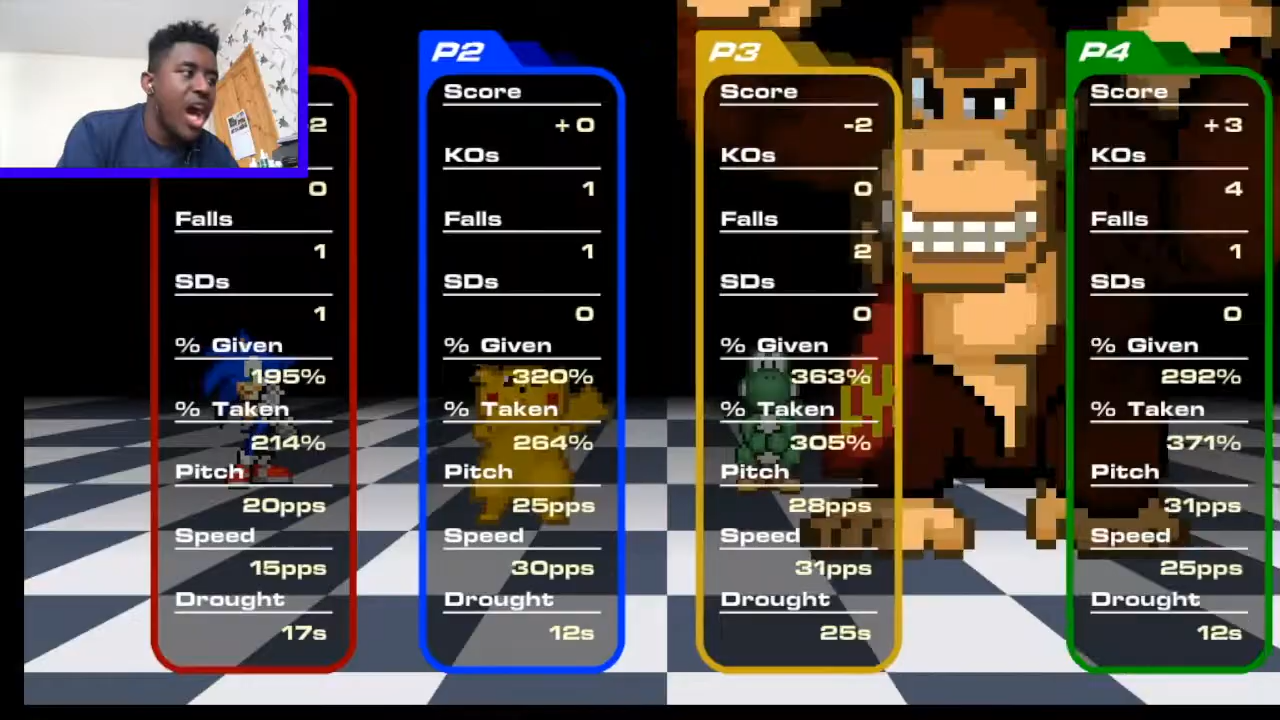 P2
P3
P4
Score
+0
Score
-2
Score
+3
2
KOs
1
KOs
0
KOs
4
0
Falls
1
Falls
1
Falls
2
Falls
1
SDs
1
SDs
0
SDs
0
SDs
0
% Given
195%
% Given
320%
% Given
363%
% Given
292%
% Taken
214%
% Taken
264%
% Taken
305%
% Taken
371%
Pitch
20pps
Pitch
25pps
Pitch
28pps
Pitch
31pps
Speed
15pps
Speed
30pps
Speed
31pps
Speed
25pps
Drought
17s
Drought
12s
Drought
25s
Drought
12s